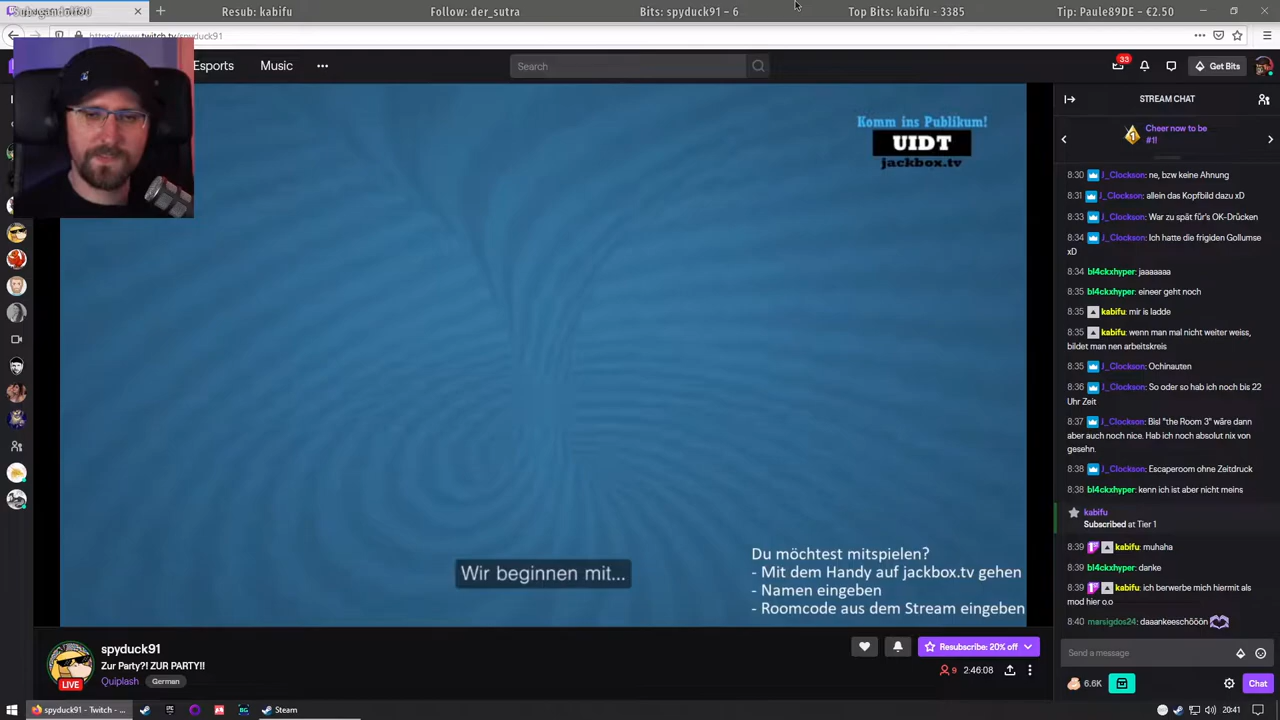 Resub: kabifu
Follow: der_sutra
Bits: spyduck91 - 6
Top Bits: kabifu - 3385
Tip: Paule89DE - €2.50
https://www.twitch.tv/spyduck91
Esports
Music
Search
33
Get Bits
Komm ins Publikum!
UIDT
jackbox.tv
STREAM CHAT
Cheer now to be
#1!
8:30 J_Clockson: ne, bzw keine Ahnung
8:31 J_Clockson: allein das Kopfbild dazu xD
8:33 J_Clockson: War zu spät für's OK-Drücken
8:34 J_Clockson: Ich hatte die frigiden Gollumse
xD
8:34 bl4ckxhyper: jaaaaaaa
8:35 bl4ckxhyper: eineer geht noch
8:35 kabifu: mir is ladde
8:35 kabifu: wenn man mal nicht weiter weiss,
bildet man nen arbeitskreis
8:35 J_Clockson: Ochinauten
8:36 J_Clockson: So oder so hab ich noch bis 22
Uhr Zeit
8:37 J_Clockson: Bisl "the Room 3" wäre dann
aber auch noch nice. Hab ich noch absolut nix von
gesehn.
8:38 J_Clockson: Escaperoom ohne Zeitdruck
8:38 bl4ckxhyper: kenn ich ist aber nicht meins
kabifu
Subscribed at Tier 1
8:39 kabifu: muhaha
8:39 bl4ckxhyper: danke
8:39 kabifu: ich berwerbe mich hiermit als
mod hier o.o
8:40 marsigdos24: daaankeeschööön
Wir beginnen mit...
Du möchtest mitspielen?
- Mit dem Handy auf jackbox.tv gehen
- Namen eingeben
- Roomcode aus dem Stream eingeben
LIVE
spyduck91
Zur Party?! ZUR PARTY!!
Quiplash
German
Resubscribe: 20% off
9
2:46:08
Send a message
6.6K
Chat
spyduck91 - Twitch - ...
Steam
20:41